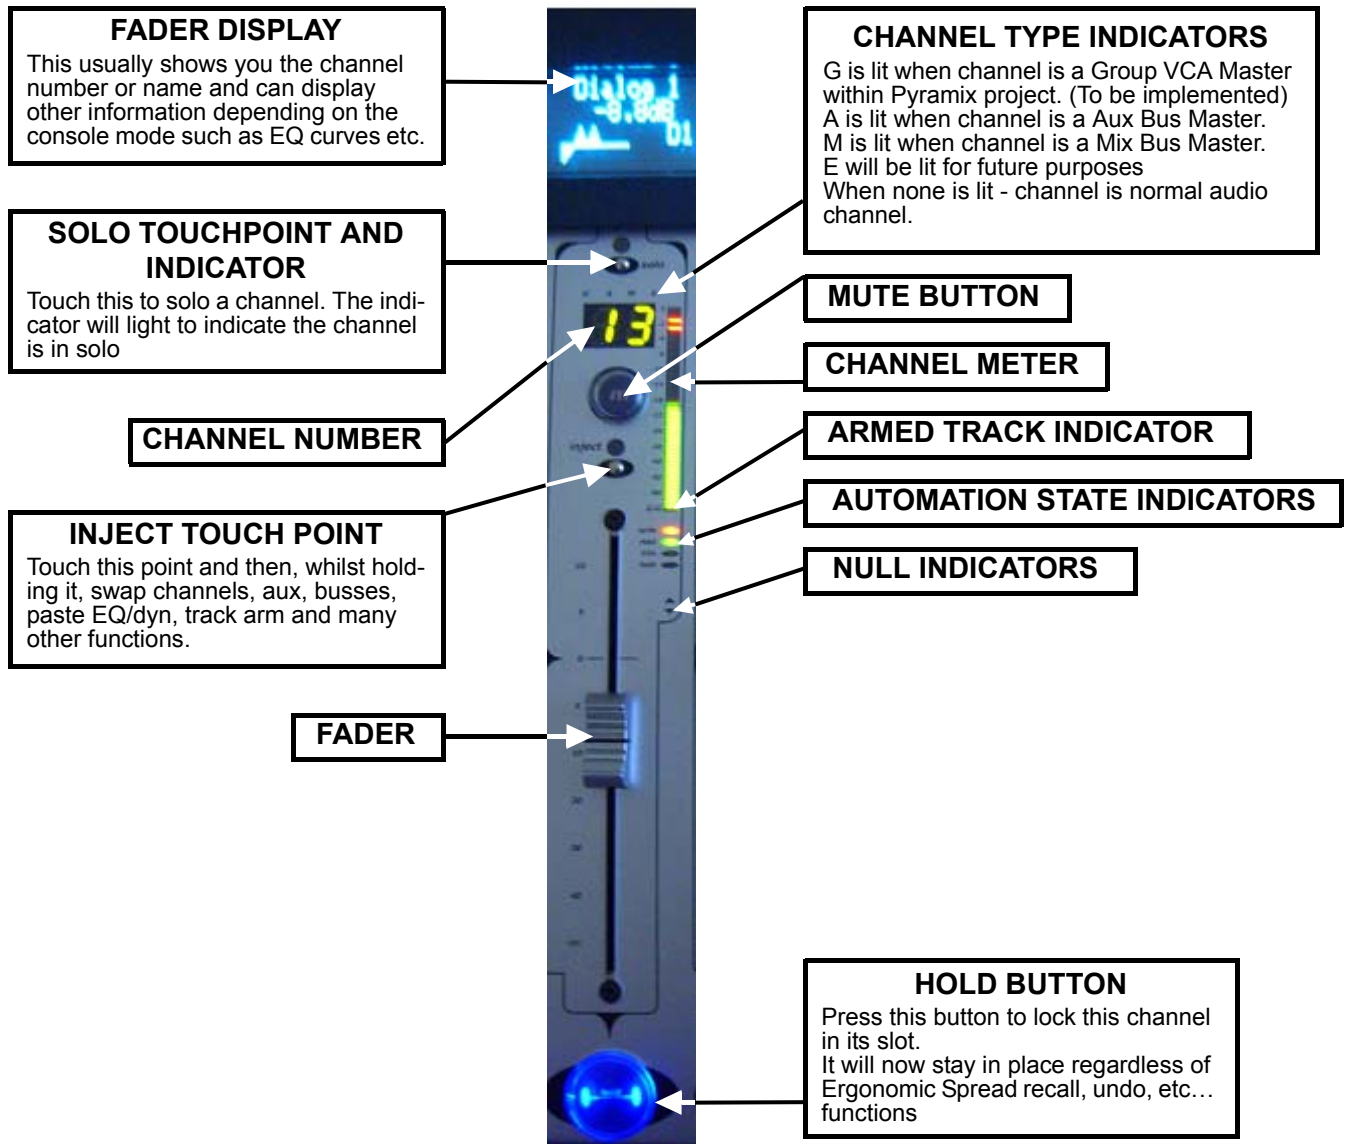 FADER DISPLAY
This usually shows you the channel
number or name and can display
other information depending on the
console mode such as EQ curves etc.
SOLO TOUCHPOINT AND
INDICATOR
Touch this to solo a channel. The indi-
cator will light to indicate the channel
is in solo
CHANNEL NUMBER
INJECT TOUCH POINT
Touch this point and then, whilst hold-
ing it, swap channels, aux, busses,
paste EQ/dyn, track arm and many
other functions.
FADER
Dialog 1
-8.8dB
D1
solo
13
inject
CHANNEL TYPE INDICATORS
G is lit when channel is a Group VCA Master
within Pyramix project. (To be implemented)
A is lit when channel is a Aux Bus Master.
M is lit when channel is a Mix Bus Master.
E will be lit for future purposes
When none is lit - channel is normal audio
channel.
MUTE BUTTON
CHANNEL METER
ARMED TRACK INDICATOR
AUTOMATION STATE INDICATORS
NULL INDICATORS
HOLD BUTTON
Press this button to lock this channel
in its slot.
It will now stay in place regardless of
Ergonomic Spread recall, undo, etc…
functions